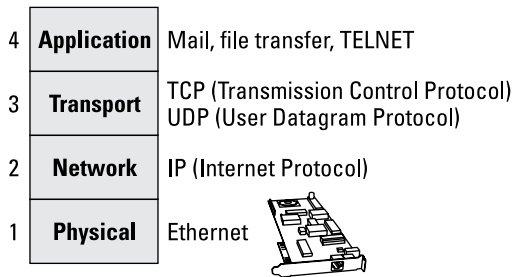 4 Application Mail, file transfer, TELNET
3 Transport TCP (Transmission Control Protocol)
UDP (User Datagram Protocol)
2 Network IP (Internet Protocol)
1 Physical Ethernet